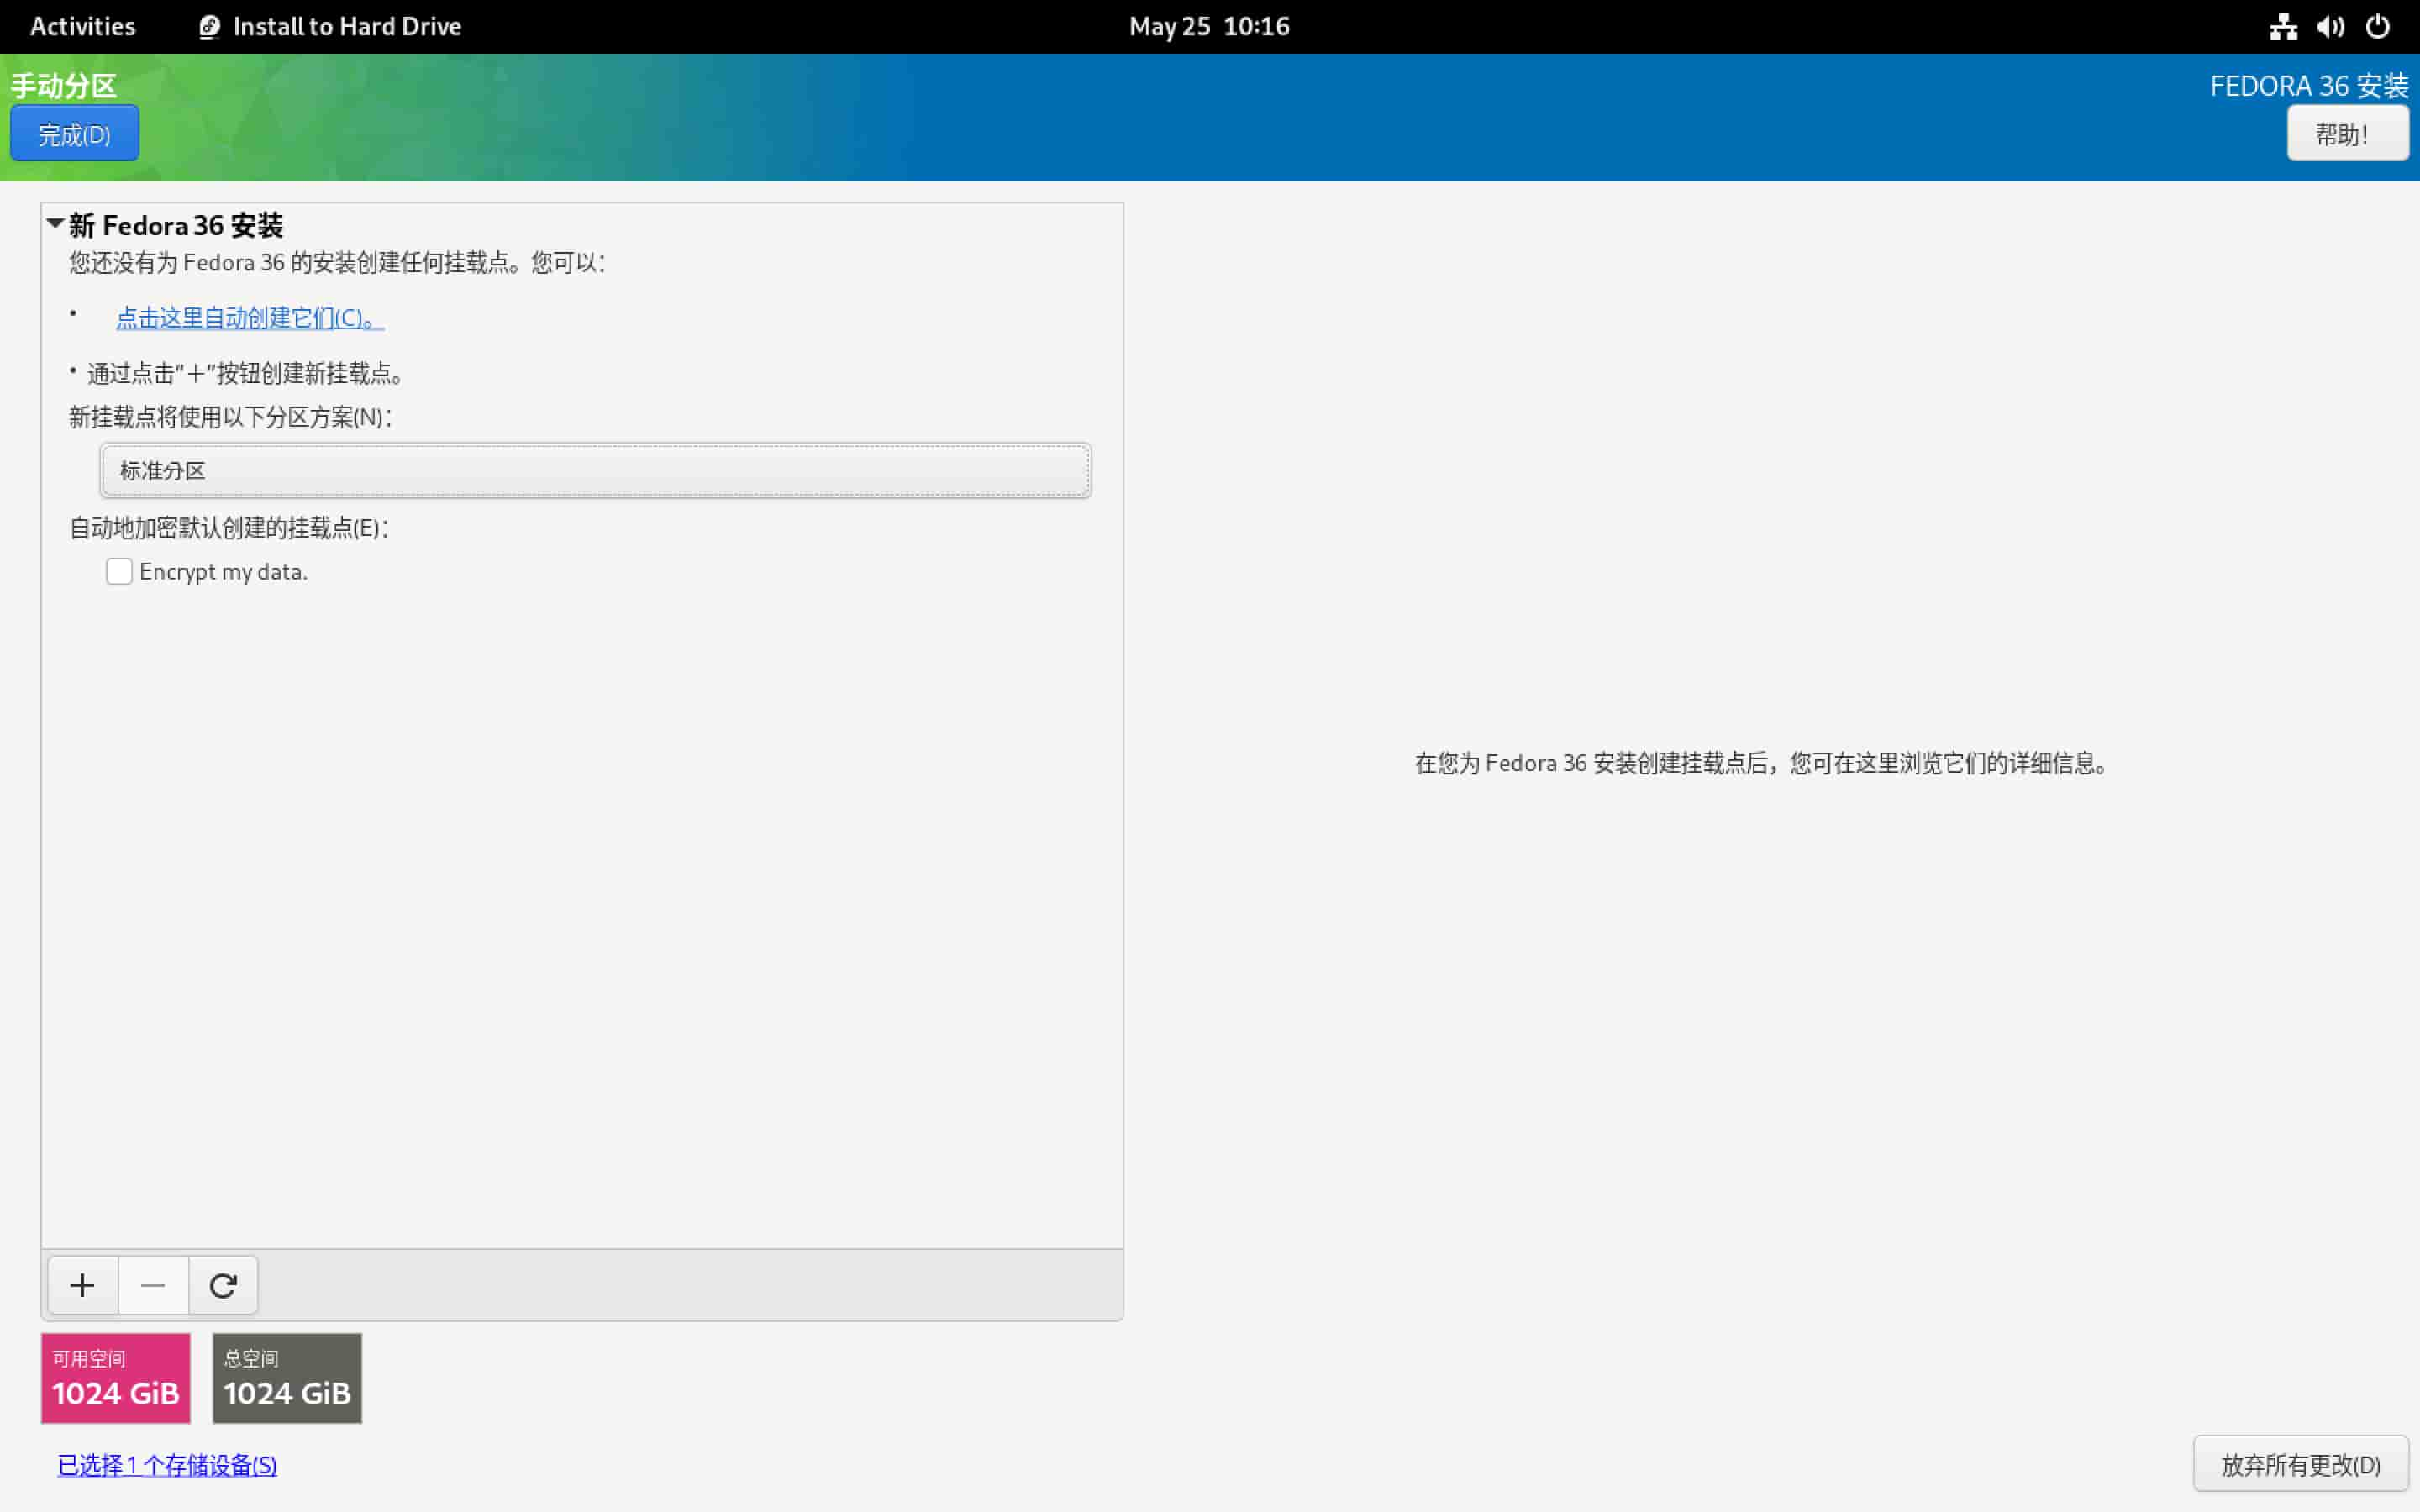 Activities Install to Hard Drive May 25 10:16
手动分区 FEDORA 36 安装
完成(D) 帮助!
新 Fedora 36 安装
您还没有为 Fedora 36 的安装创建任何挂载点。您可以：
• 点击这里自动创建它们(C)。
• 通过点击“＋”按钮创建新挂载点。
新挂载点将使用以下分区方案(N)：
标准分区
自动地加密默认创建的挂载点(E)：
Encrypt my data.
在您为 Fedora 36 安装创建挂载点后，您可在这里浏览它们的详细信息。
可用空间
1024 GiB
总空间
1024 GiB
已选择 1 个存储设备(S)
放弃所有更改(D)